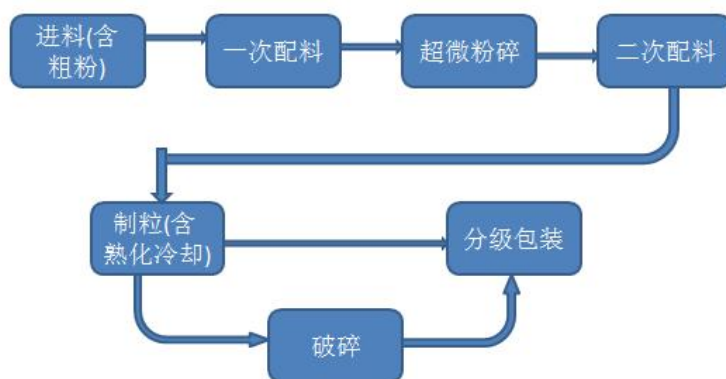 进料(含
粗粉)
一次配料
超微粉碎
二次配料
制粒(含
熟化冷却)
分级包装
破碎